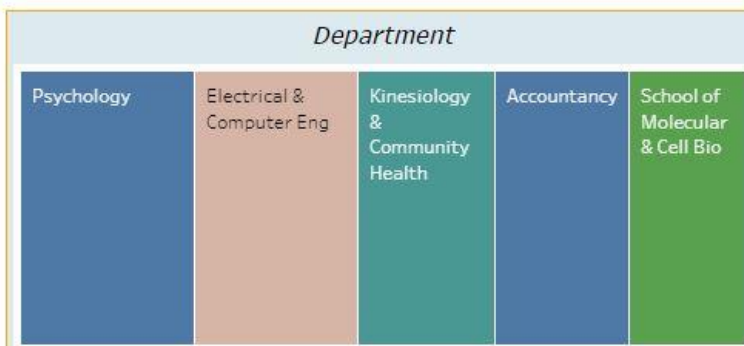 Department
Psychology
Electrical &
Computer Eng
Kinesiology
&
Community
Health
Accountancy
School of
Molecular
& Cell Bio